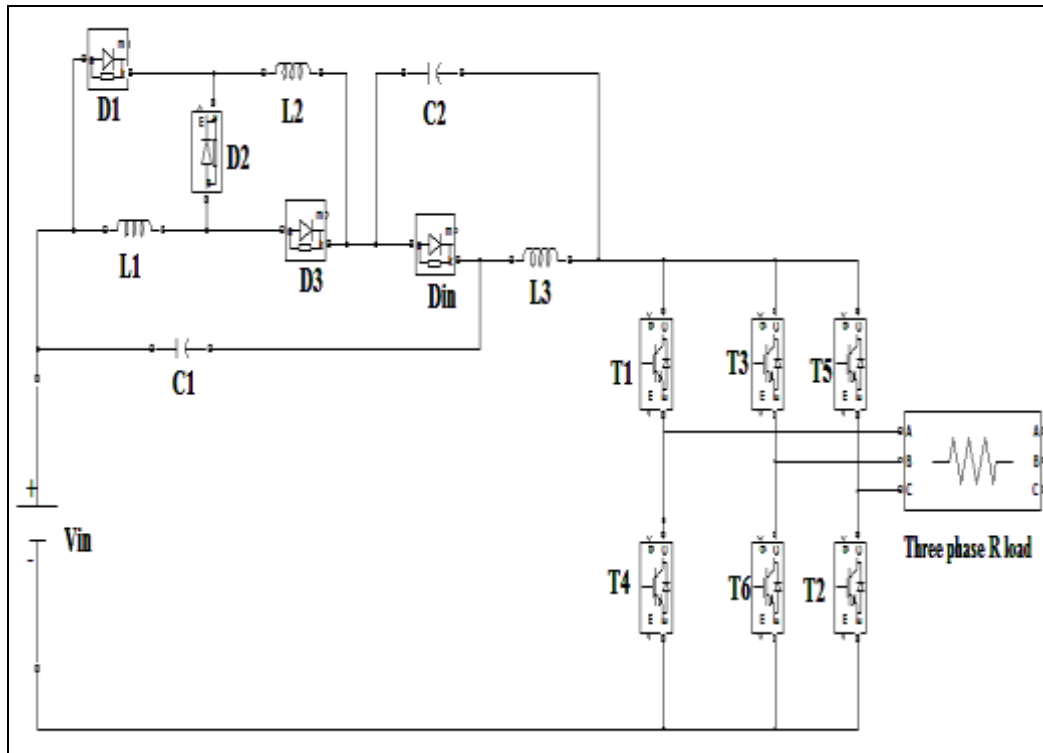 D1
L2
C2
D2
L1
D3
Din
L3
C1
T1
T3
T5
A
A
B
B
C
C
+
Vin
-
Three phase R load
T4
T6
T2